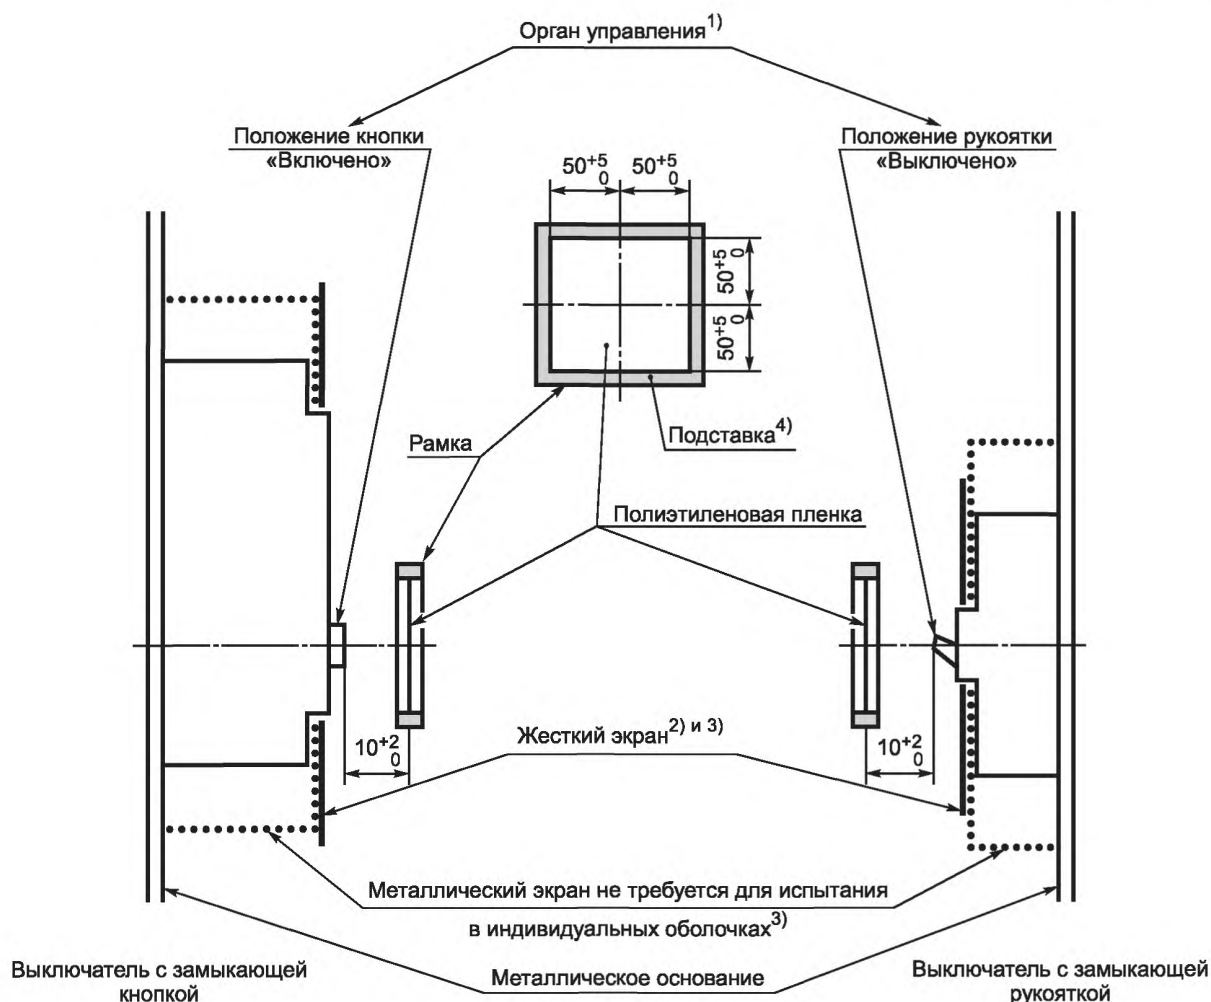 Орган управления1)
Положение кнопки
«Включено»
Положение рукоятки
«Выключено»
50+5 0
50+5 0
50+5 0
50+5 0
Рамка
Подставка4)
Полиэтиленовая пленка
Жесткий экран2) и 3)
10+2 0
10+2 0
Металлический экран не требуется для испытания
в индивидуальных оболочках3)
Металлическое основание
Выключатель с замыкающей
кнопкой
Выключатель с замыкающей
рукояткой